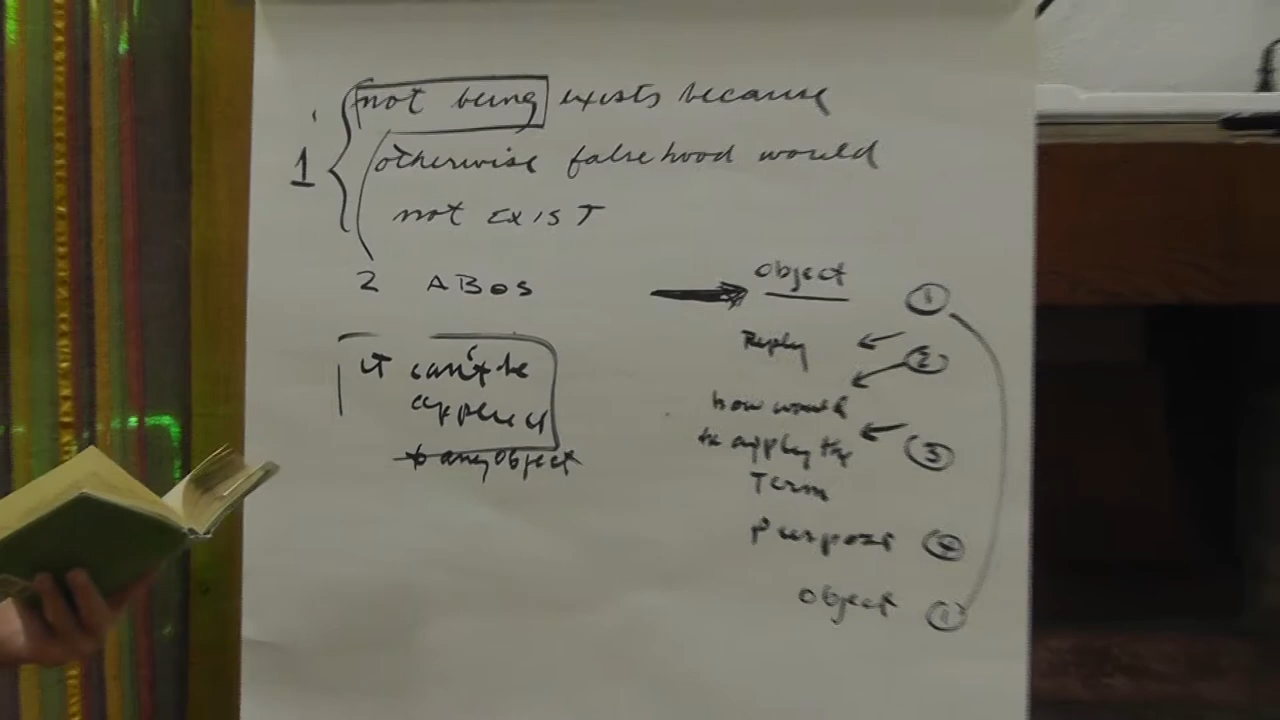 1 not being exists because
otherwise falsehood would
not EXIST
2 ABOS
it can't be
applied
to any object
object ①
Reply ②
how would
he apply the ③
Term
Purpose ④
object ①